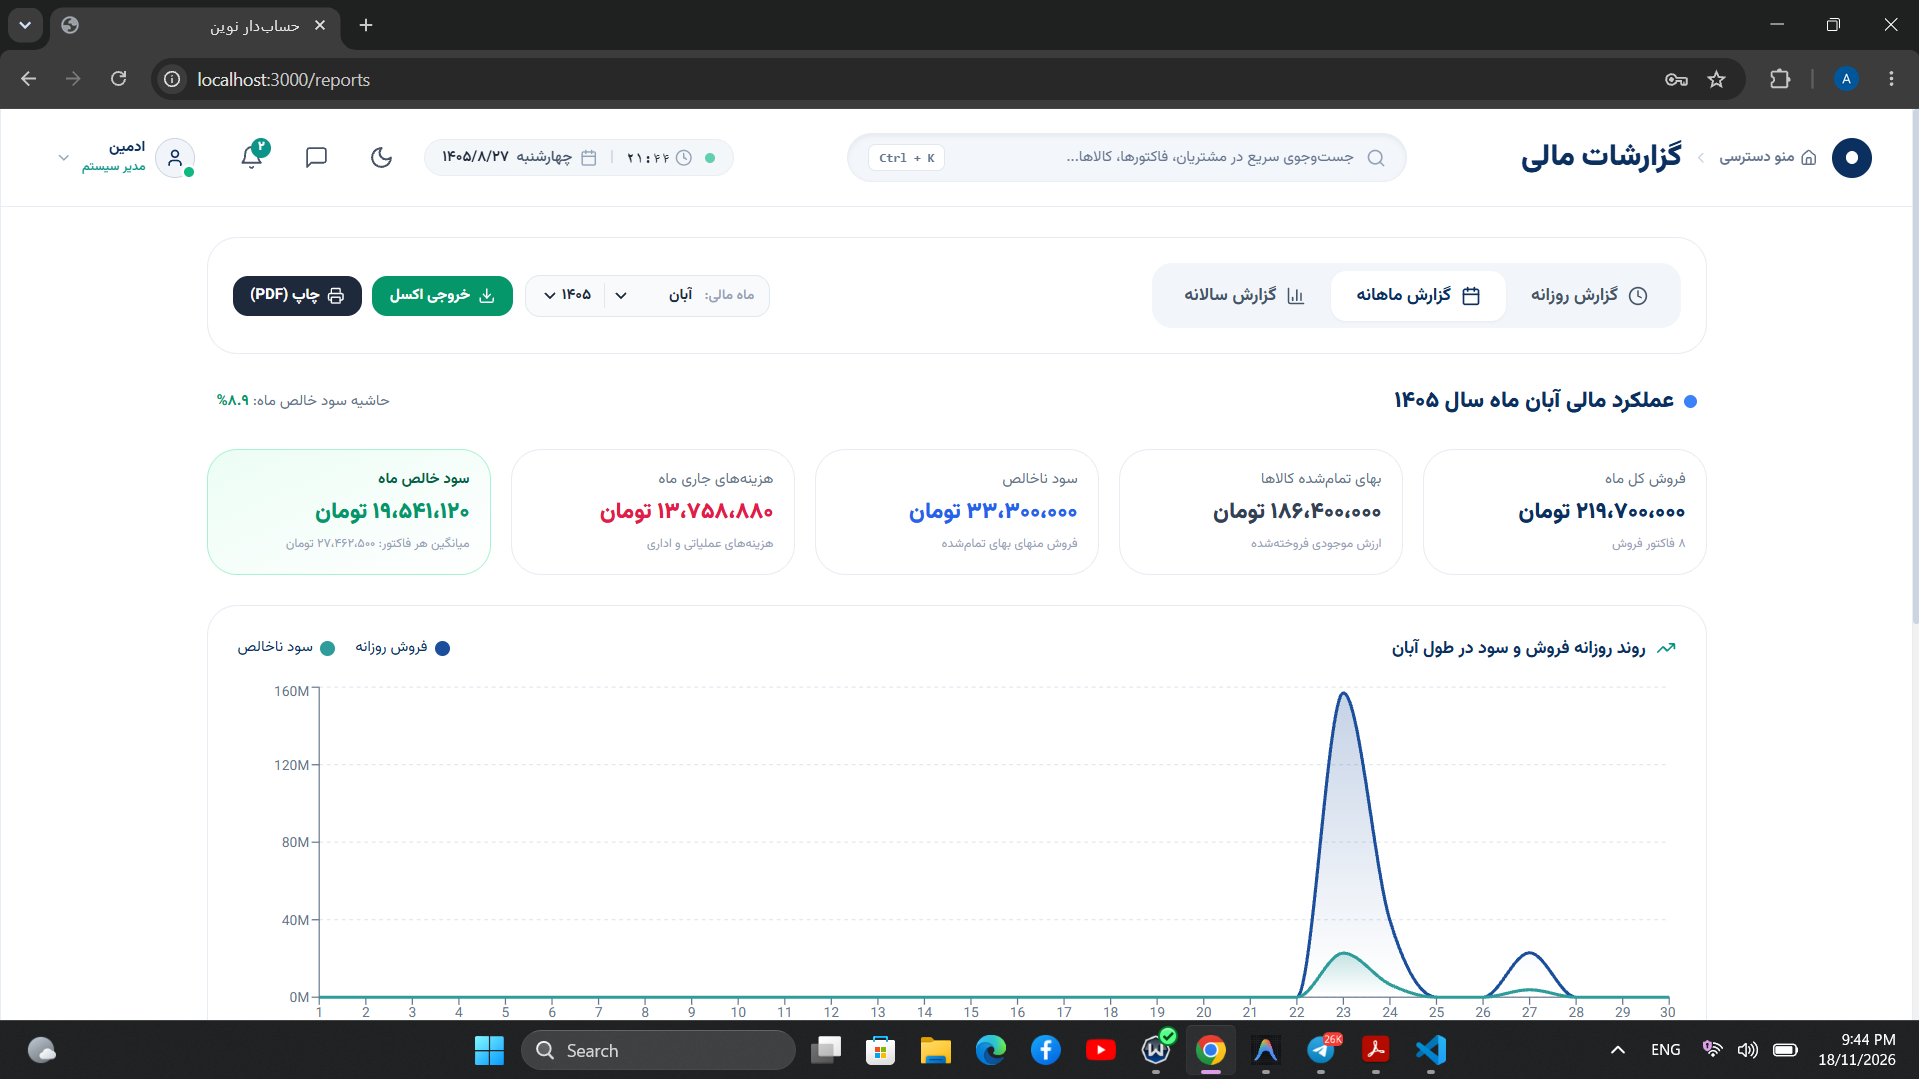 حساب‌دار نوین
localhost:3000/reports
A
منو دسترسی
گزارشات مالی
جست‌وجوی سریع در مشتریان، فاکتورها، کالاها...
Ctrl + K
۲۱:۴۴
چهارشنبه ۱۴۰۵/۸/۲۷
۲
ادمین
مدیر سیستم
گزارش روزانه
گزارش ماهانه
گزارش سالانه
ماه مالی: آبان ۱۴۰۵
خروجی اکسل
چاپ (PDF)
عملکرد مالی آبان ماه سال ۱۴۰۵
حاشیه سود خالص ماه: ۸.۹%
فروش کل ماه
۲۱۹،۷۰۰،۰۰۰ تومان
۸ فاکتور فروش
بهای تمام‌شده کالاها
۱۸۶،۴۰۰،۰۰۰ تومان
ارزش موجودی فروخته‌شده
سود ناخالص
۳۳،۳۰۰،۰۰۰ تومان
فروش منهای بهای تمام‌شده
هزینه‌های جاری ماه
۱۳،۷۵۸،۸۸۰ تومان
هزینه‌های عملیاتی و اداری
سود خالص ماه
۱۹،۵۴۱،۱۲۰ تومان
میانگین هر فاکتور: ۲۷،۴۶۲،۵۰۰ تومان
روند روزانه فروش و سود در طول آبان
فروش روزانه
سود ناخالص
160M
120M
80M
40M
0M
1 2 3 4 5 6 7 8 9 10 11 12 13 14 15 16 17 18 19 20 21 22 23 24 25 26 27 28 29 30
Search
26K
ENG
9:44 PM
18/11/2026